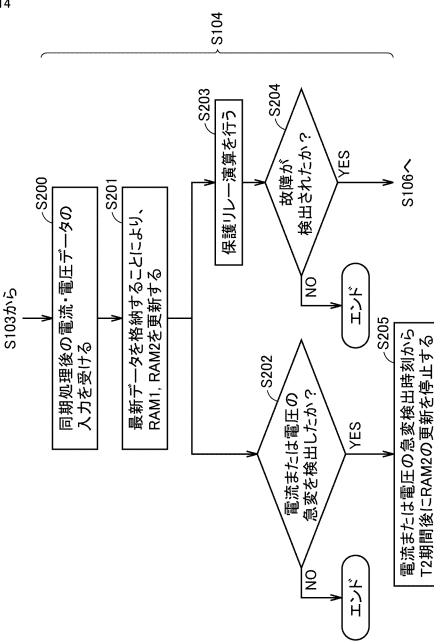 14
S104
S103から
S200
同期処理後の電流・電圧データの
入力を受ける
S201
最新データを格納することにより、
RAM1, RAM2を更新する
S202
電流または電圧の
急変を検出したか?
NO
エンド
YES
S205
電流または電圧の急変検出時刻から
T2期間後にRAM2の更新を停止する
S203
保護リレー演算を行う
S204
故障が
検出されたか?
NO
エンド
YES
S106へ